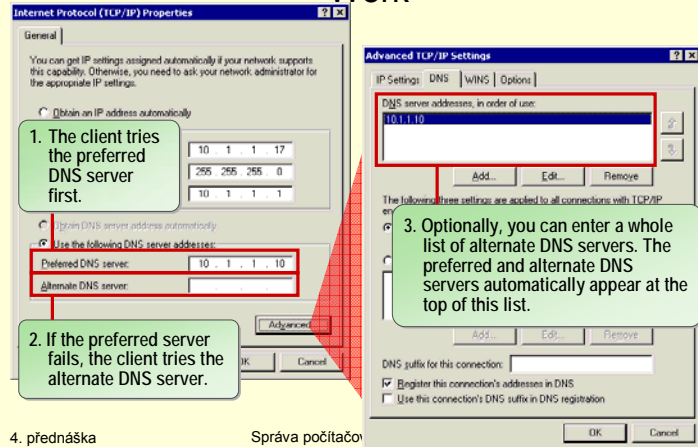 Work
Internet Protocol (TCP/IP) Properties
General
You can get IP settings assigned automatically if your network supports
this capability. Otherwise, you need to ask your network administrator for
the appropriate IP settings.
Obtain an IP address automatically
10 . 1 . 1 . 17
255 . 255 . 255 . 0
10 . 1 . 1 . 1
1. The client tries
the preferred
DNS server
first.
Obtain DNS server address automatically
Use the following DNS server addresses:
Preferred DNS server: 10 . 1 . 1 . 10
Alternate DNS server: . . .
Advanced...
2. If the preferred server
fails, the client tries the
alternate DNS server.
Cancel
Advanced TCP/IP Settings
IP Settings DNS WINS Options
DNS server addresses, in order of use:
10.1.1.10
Add... Edit... Remove
The following three settings are applied to all connections with TCP/IP
3. Optionally, you can enter a whole
list of alternate DNS servers. The
preferred and alternate DNS
servers automatically appear at the
top of this list.
Add... Edit... Remove
DNS suffix for this connection:
Register this connection's addresses in DNS
Use this connection's DNS suffix in DNS registration
OK Cancel
4. přednáška
Správa počítačov